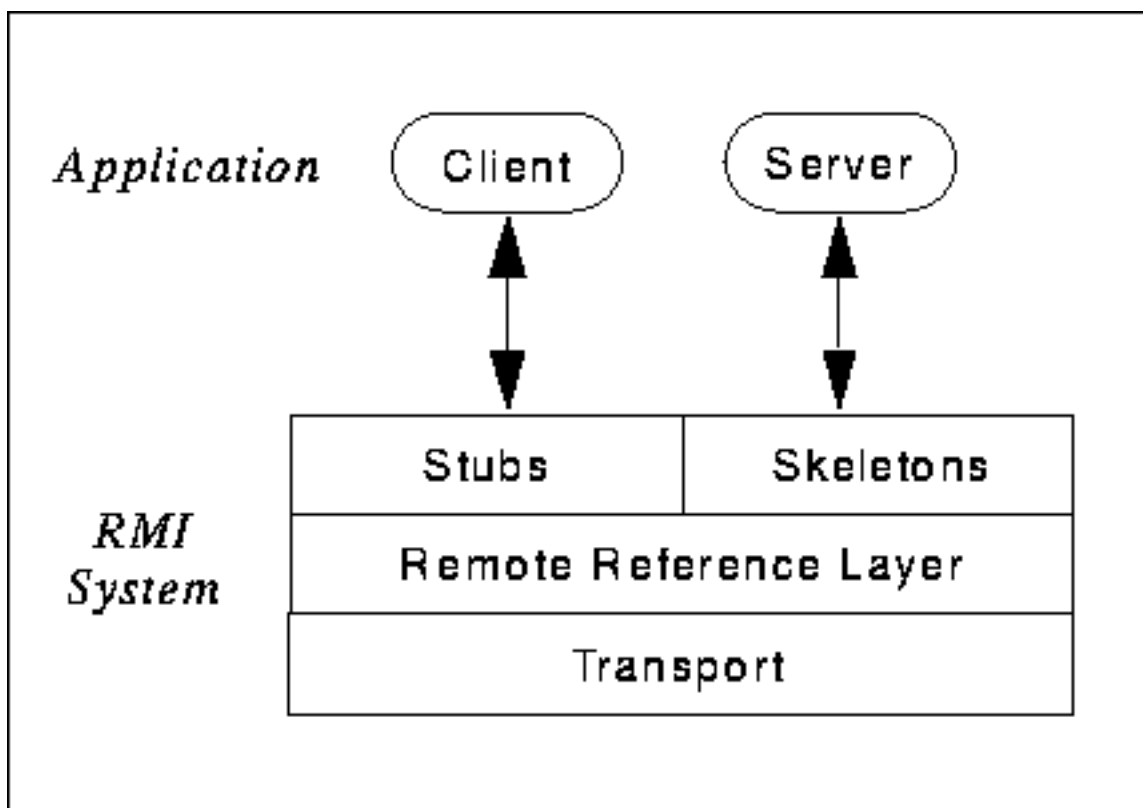 Application
Client
Server
Stubs
Skeletons
RMI
System
Remote Reference Layer
Transport